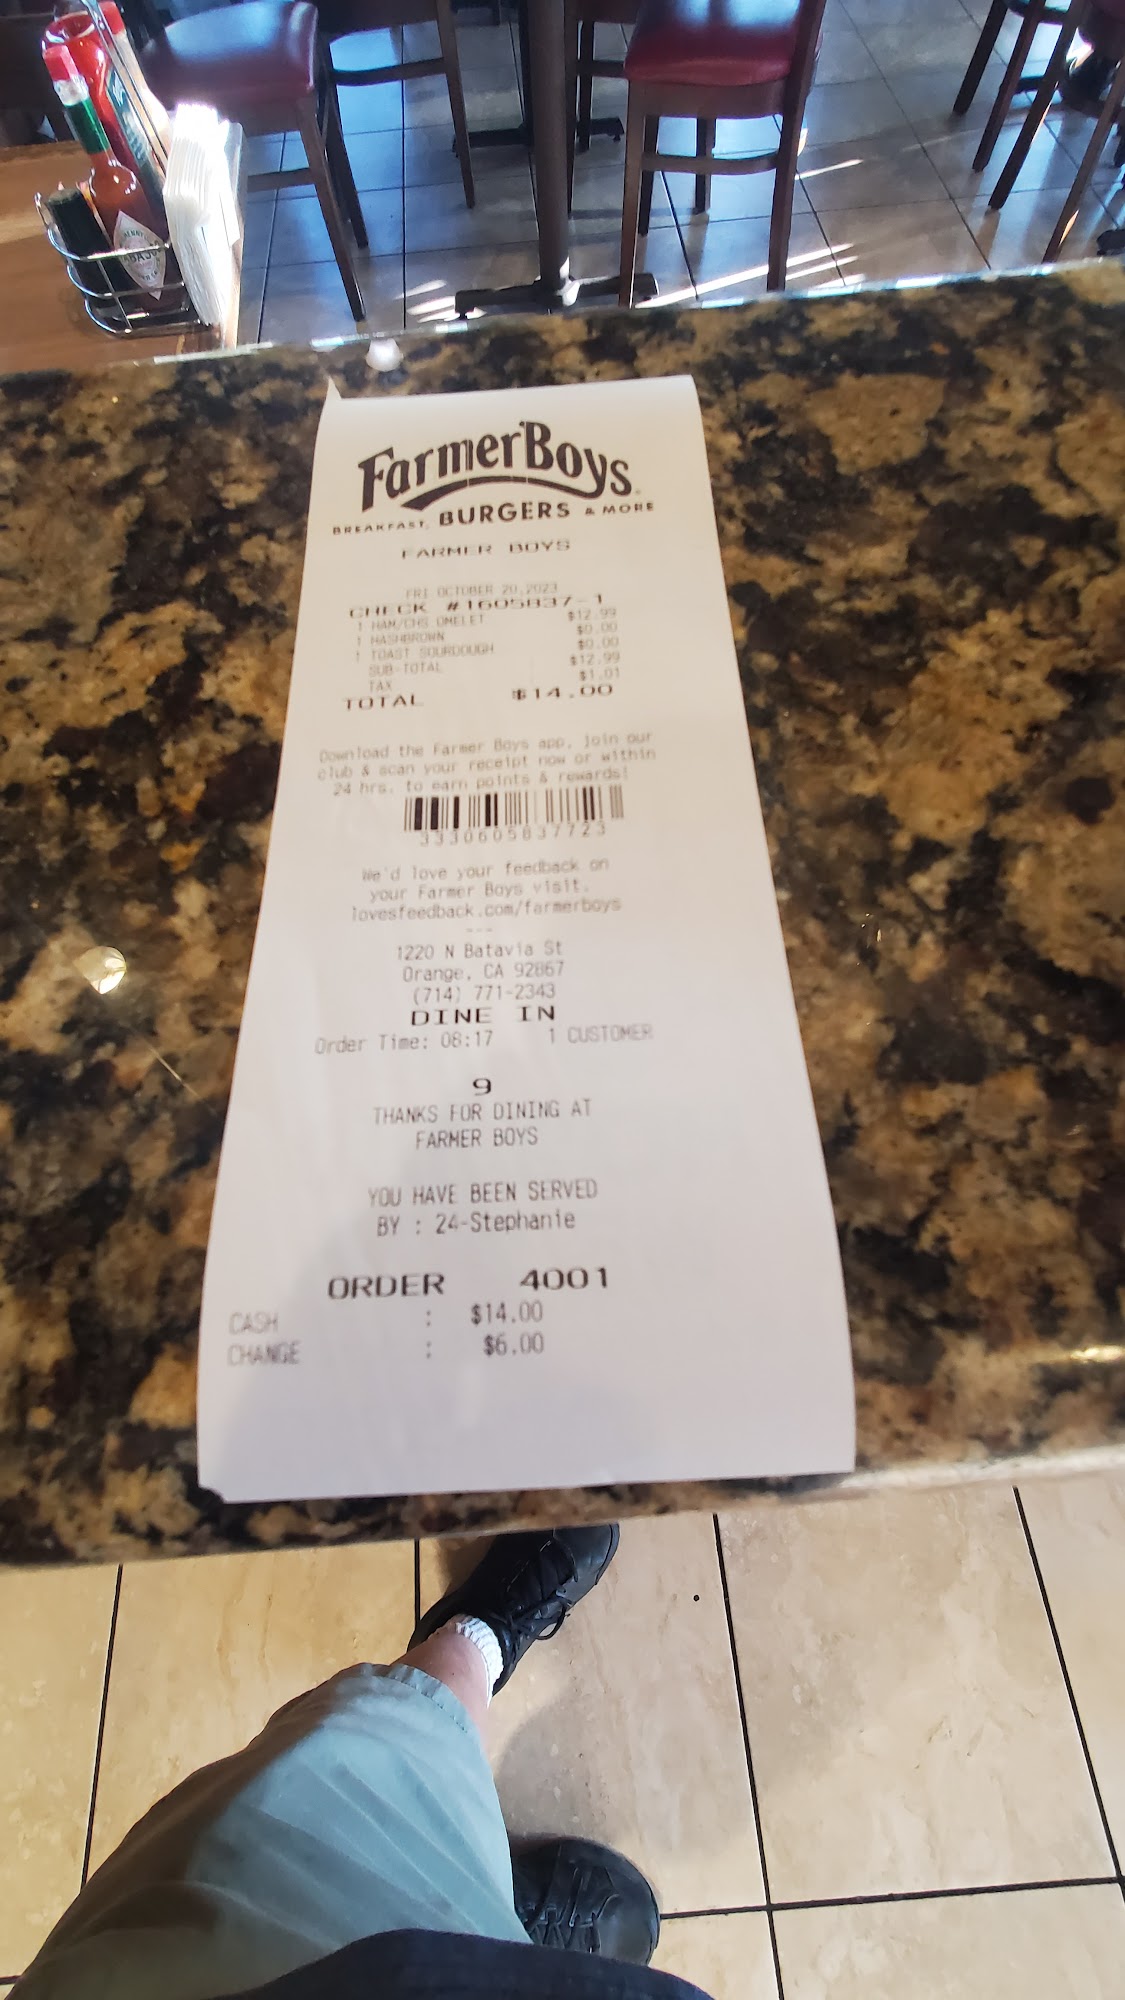 Farmer Boys
BREAKFAST, BURGERS & MORE
FARMER BOYS
FRI OCTOBER 20,2023
CHECK #1605837-1
1 HAM/CHS OMELET $12.99
1 HASHBROWN $0.00
1 TOAST SOURDOUGH $0.00
SUB-TOTAL $12.99
TAX $1.01
TOTAL $14.00
Download the Farmer Boys app, join our
club & scan your receipt now or within
24 hrs. to earn points & rewards!
3330605837723
We'd love your feedback on
your Farmer Boys visit.
lovesfeedback.com/farmerboys
---
1220 N Batavia St
Orange, CA 92867
(714) 771-2343
DINE IN
Order Time: 08:17 1 CUSTOMER
9
THANKS FOR DINING AT
FARMER BOYS
YOU HAVE BEEN SERVED
BY : 24-Stephanie
ORDER 4001
CASH : $14.00
CHANGE : $6.00